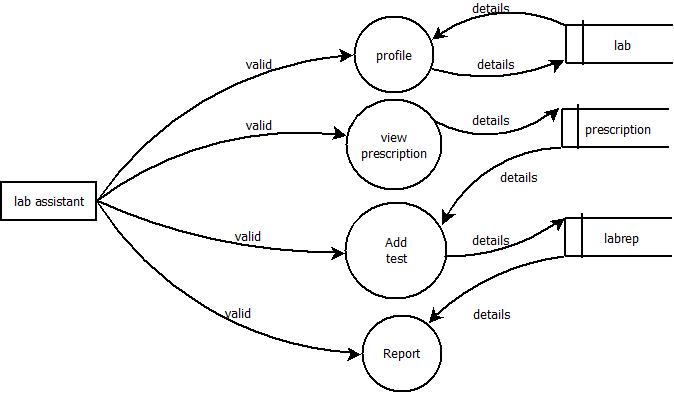 details
profile
lab
details
valid
view
prescription
valid
details
prescription
details
lab assistant
Add
test
valid
details
labrep
valid
details
Report